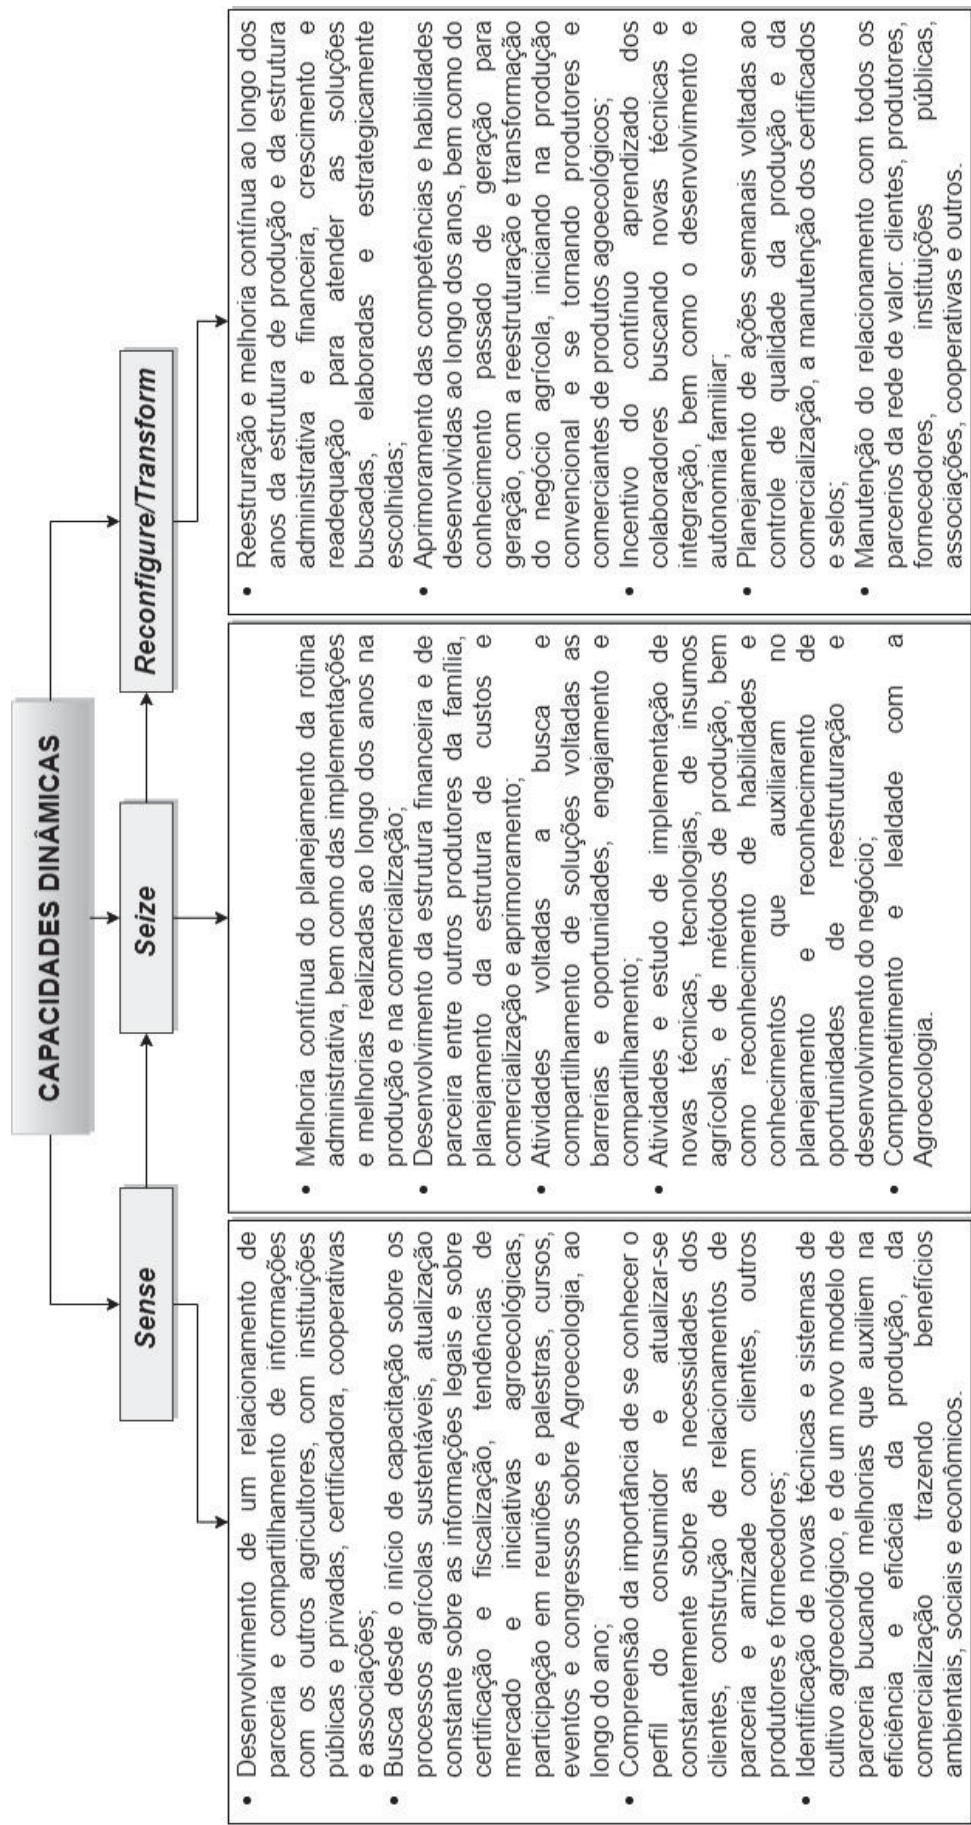 CAPACIDADES DINÂMICAS
Sense
Seize
Reconfigure/Transform
• Desenvolvimento de um relacionamento de
parceria e compartilhamento de informações
com os outros agricultores, com instituições
públicas e privadas, certificadora, cooperativas
e associações;
• Busca desde o início de capacitação sobre os
processos agrícolas sustentáveis, atualização
constante sobre as informações legais e sobre
certificação e fiscalização, tendências de
mercado e iniciativas agroecológicas,
participação em reuniões e palestras, cursos,
eventos e congressos sobre Agroecologia, ao
longo do ano;
• Compreensão da importância de se conhecer o
perfil do consumidor e atualizar-se
constantemente sobre as necessidades dos
clientes, construção de relacionamentos de
parceria e amizade com clientes, outros
produtores e fornecedores;
• Identificação de novas técnicas e sistemas de
cultivo agroecológico, e de um novo modelo de
parceria bucando melhorias que auxiliem na
eficiência e eficácia da produção, da
comercialização trazendo benefícios
ambientais, sociais e econômicos.
• Melhoria contínua do planejamento da rotina
administrativa, bem como das implementações
e melhorias realizadas ao longo dos anos na
produção e na comercialização;
• Desenvolvimento da estrutura financeira e de
parceira entre outros produtores da família,
planejamento da estrutura de custos e
comercialização e aprimoramento;
• Atividades voltadas a busca e
compartilhamento de soluções voltadas as
barrerias e oportunidades, engajamento e
compartilhamento;
• Atividades e estudo de implementação de
novas técnicas, tecnologias, de insumos
agrícolas, e de métodos de produção, bem
como reconhecimento de habilidades e
conhecimentos que auxiliaram no
planejamento e reconhecimento de
oportunidades de reestruturação e
desenvolvimento do negócio;
• Comprometimento e lealdade com a
Agroecologia.
• Reesturação e melhoria contínua ao longo dos
anos da estrutura de produção e da estrutura
administrativa e financeira, crescimento e
readequação para atender as soluções
buscadas, elaboradas e estrategicamente
escolhidas;
• Aprimoramento das competências e habilidades
desenvolvidas ao longo dos anos, bem como do
conhecimento passado de geração para
geração, com a reestruturação e transformação
do negócio agrícola, iniciando na produção
convencional e se tornando produtores e
comerciantes de produtos agoecológicos;
• Incentivo do contínuo aprendizado dos
colaboradores buscando novas técnicas e
integração, bem como o desenvolvimento e
autonomia familiar;
• Planejamento de ações semanais voltadas ao
controle de qualidade da produção e da
comercialização, a manutenção dos certificados
e selos;
• Manutenção do relacionamento com todos os
parcerios da rede de valor: clientes, produtores,
fornecedores, instituições públicas,
associações, cooperativas e outros.